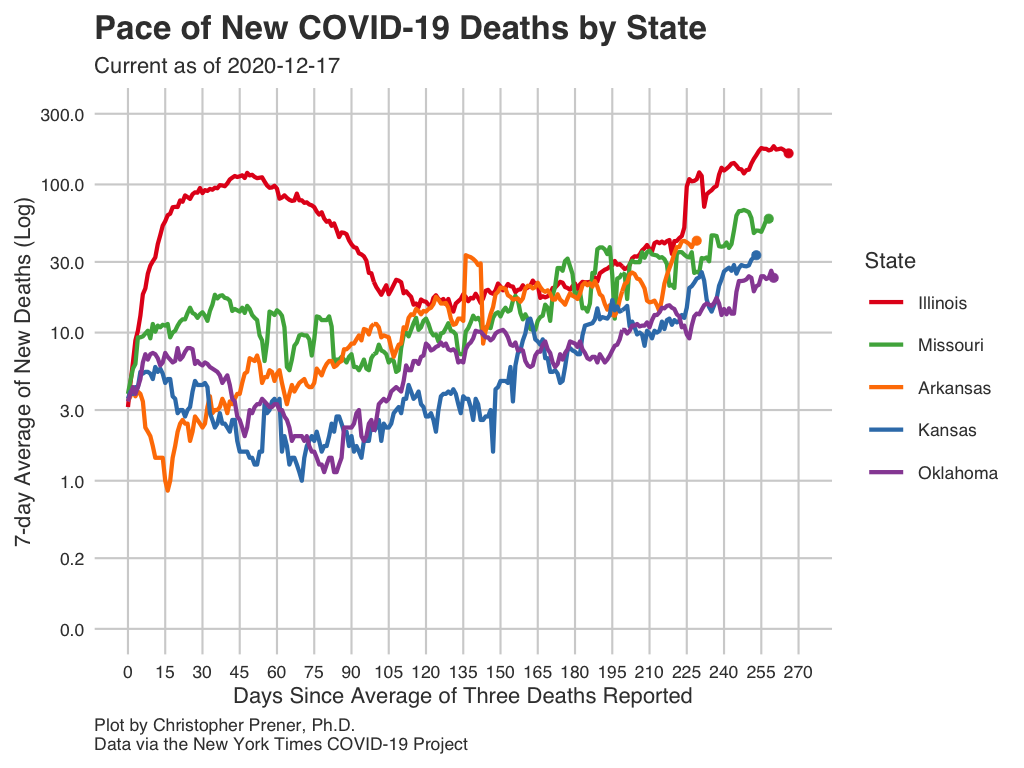 Pace of New COVID-19 Deaths by State
Current as of 2020-12-17
7-day Average of New Deaths (Log)
300.0
100.0
30.0
10.0
3.0
1.0
0.2
0.0
0 15 30 45 60 75 90 105 120 135 150 165 180 195 210 225 240 255 270
Days Since Average of Three Deaths Reported
State
Illinois
Missouri
Arkansas
Kansas
Oklahoma
Plot by Christopher Prener, Ph.D.
Data via the New York Times COVID-19 Project